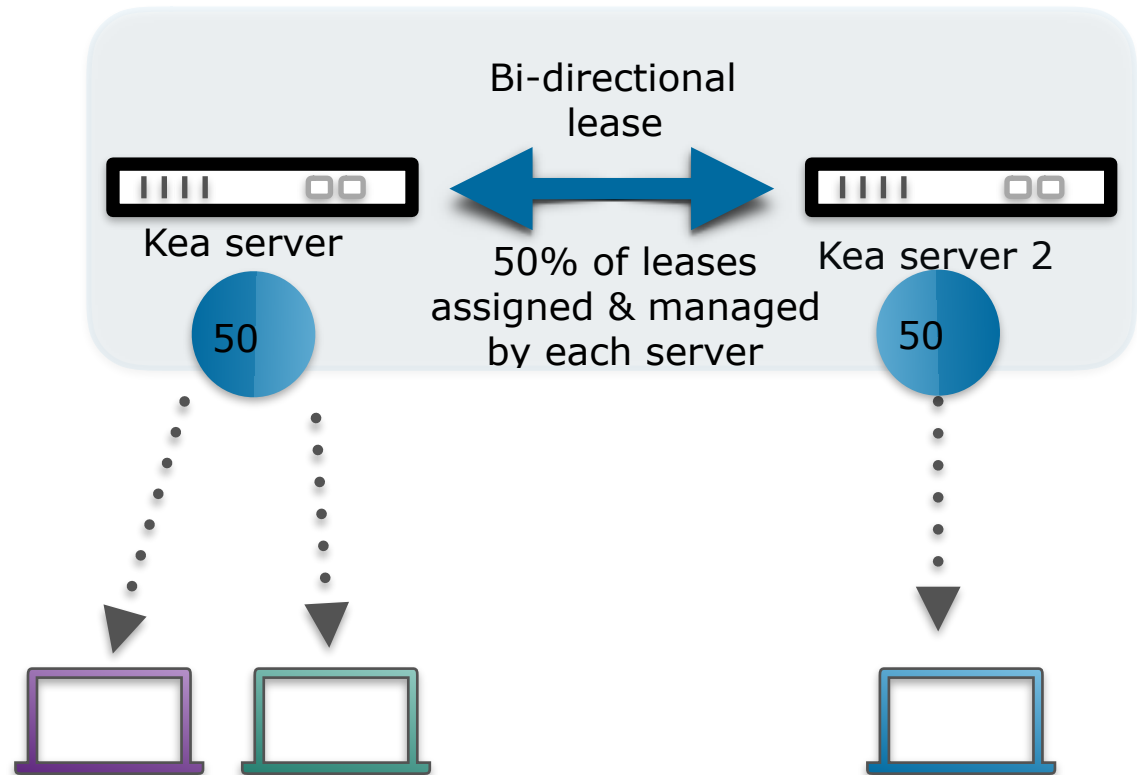 Bi-directional
lease
Kea server
50% of leases
assigned & managed
by each server
Kea server 2
50
50